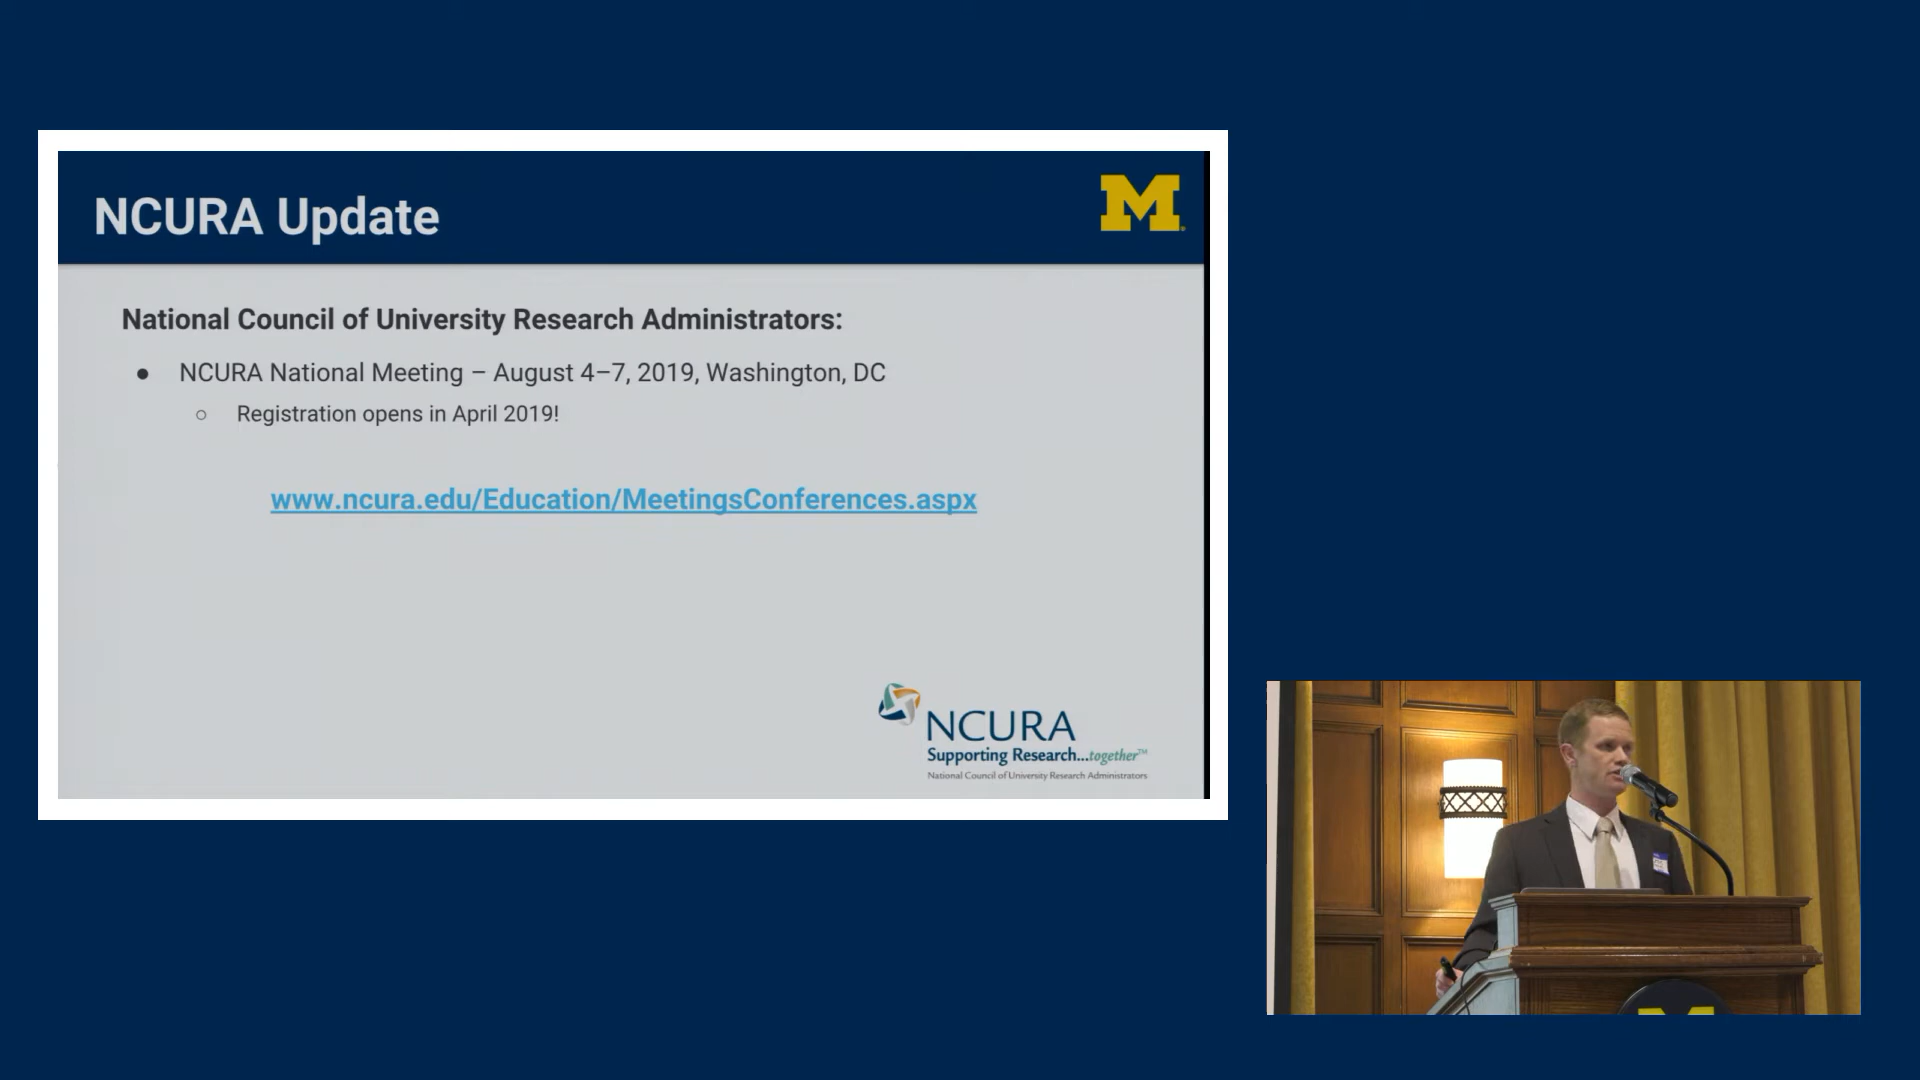 NCURA Update
M
National Council of University Research Administrators:
● NCURA National Meeting – August 4–7, 2019, Washington, DC
○ Registration opens in April 2019!
www.ncura.edu/Education/MeetingsConferences.aspx
NCURA
Supporting Research...together™
National Council of University Research Administrators
M